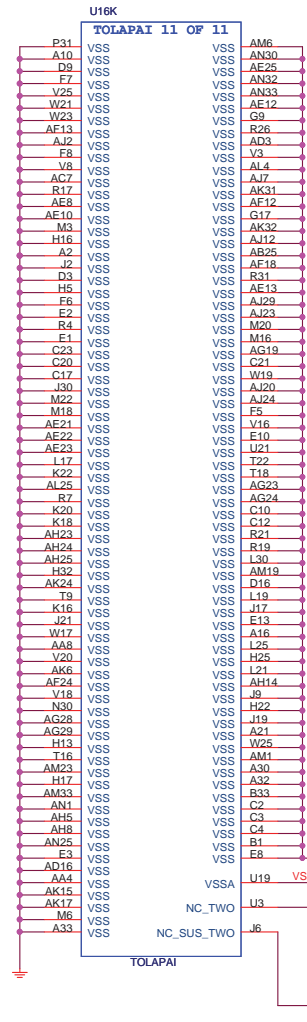 U16K
TOLAPAI 11 OF 11
P31 VSS VSS AM6
A10 VSS VSS AN30
D9 VSS VSS AE25
F7 VSS VSS AN32
V25 VSS VSS AN33
W21 VSS VSS AE12
W23 VSS VSS G9
AF13 VSS VSS R26
AJ2 VSS VSS AD3
F8 VSS VSS V3
V8 VSS VSS AL4
AC7 VSS VSS AJ7
R17 VSS VSS AK31
AE8 VSS VSS AF12
AE10 VSS VSS G17
M3 VSS VSS AK32
H16 VSS VSS AJ12
A2 VSS VSS AB25
J2 VSS VSS AF18
D3 VSS VSS R31
H5 VSS VSS AE13
F6 VSS VSS AJ29
E2 VSS VSS AJ23
R4 VSS VSS M20
E1 VSS VSS M16
C23 VSS VSS AG19
C20 VSS VSS C21
C17 VSS VSS W19
J30 VSS VSS AJ20
M22 VSS VSS AJ24
M18 VSS VSS F5
AE21 VSS VSS V16
AE22 VSS VSS E10
AE23 VSS VSS U21
L17 VSS VSS T22
K22 VSS VSS T18
AL25 VSS VSS AG23
R7 VSS VSS AG24
K20 VSS VSS C10
K18 VSS VSS C12
AH23 VSS VSS R21
AH24 VSS VSS R19
AH25 VSS VSS L30
H32 VSS VSS AM19
AK24 VSS VSS D16
T9 VSS VSS L19
K16 VSS VSS J17
J21 VSS VSS E13
W17 VSS VSS A16
AA8 VSS VSS L25
V20 VSS VSS H25
AK6 VSS VSS L21
AF24 VSS VSS AH14
V18 VSS VSS J9
N30 VSS VSS H22
AG28 VSS VSS J19
AG29 VSS VSS A21
H13 VSS VSS W25
T16 VSS VSS AM1
AM23 VSS VSS A30
H17 VSS VSS A32
AM33 VSS VSS B33
AN1 VSS VSS C2
AH5 VSS VSS C3
AH8 VSS VSS C4
AN25 VSS VSS B1
E3 VSS VSS E8
AD16 VSS
AA4 VSS VSSA U19 VS
AK15 VSS
AK17 VSS NC_TWO U3
M6 VSS
A33 VSS NC_SUS_TWO J6
TOLAPAI